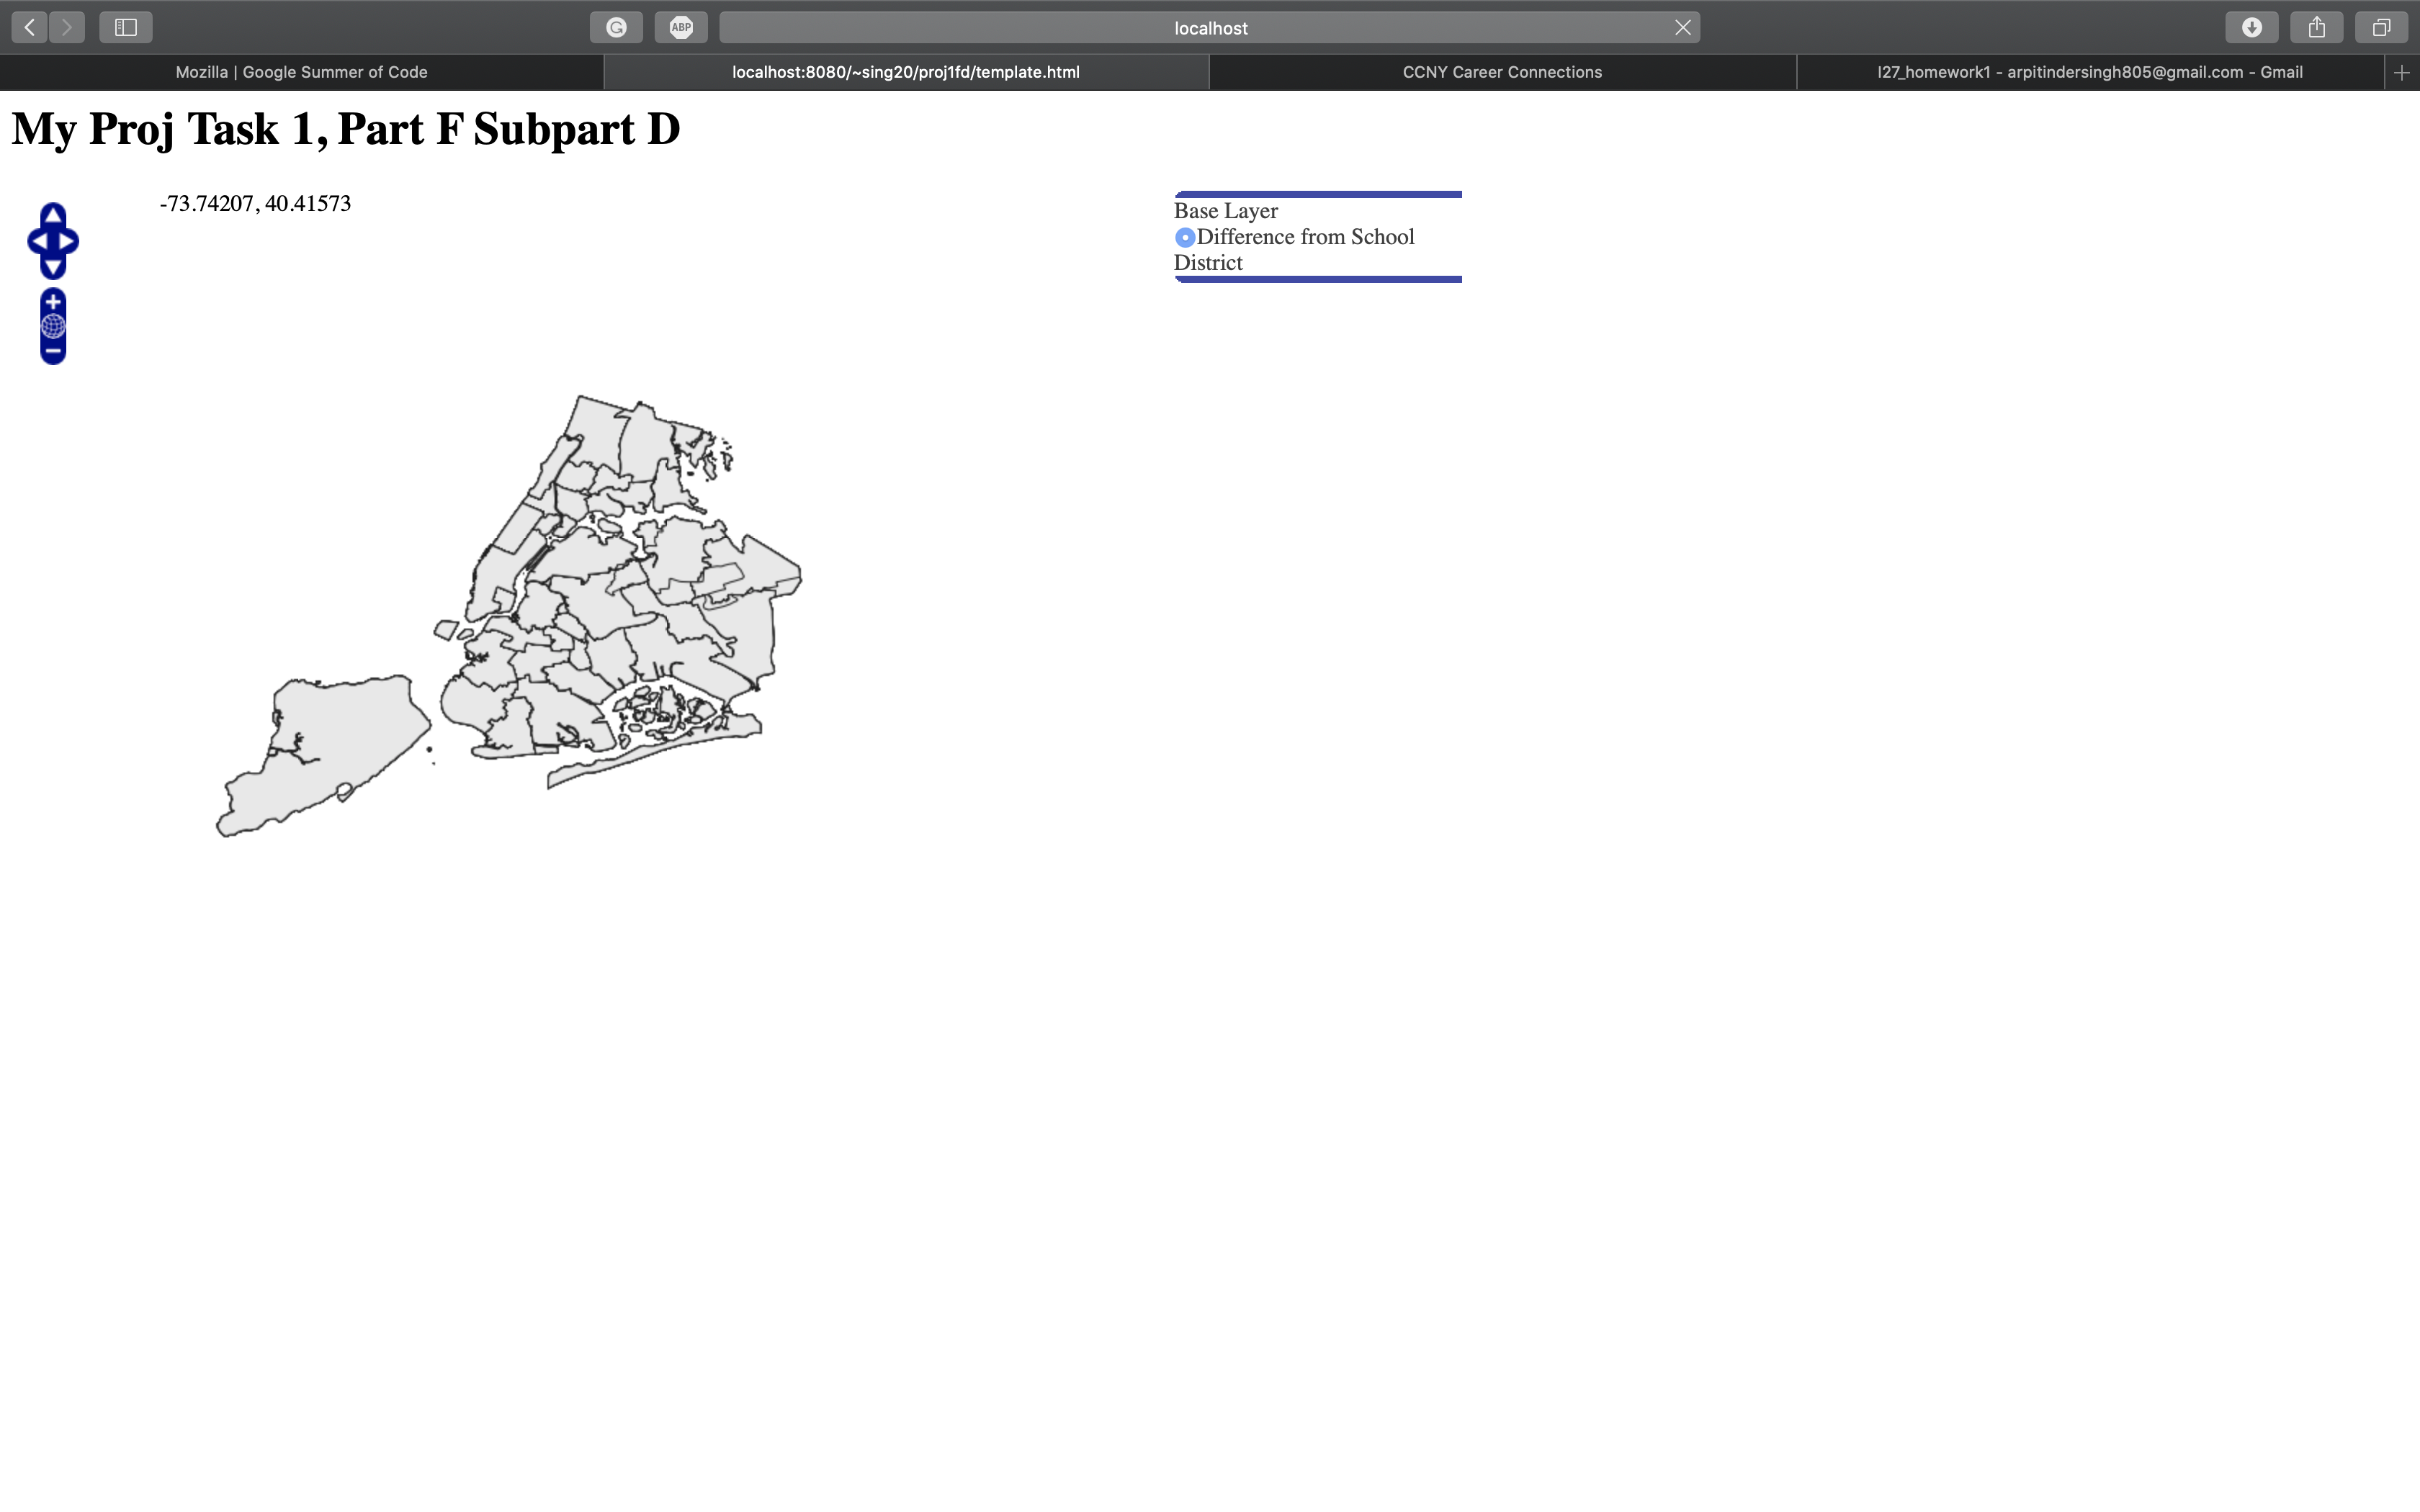 localhost
ABP
Mozilla | Google Summer of Code
localhost:8080/~sing20/proj1fd/template.html
CCNY Career Connections
I27_homework1 - arpitindersingh805@gmail.com - Gmail
My Proj Task 1, Part F Subpart D
-73.74207, 40.41573
Base Layer
Difference from School
District